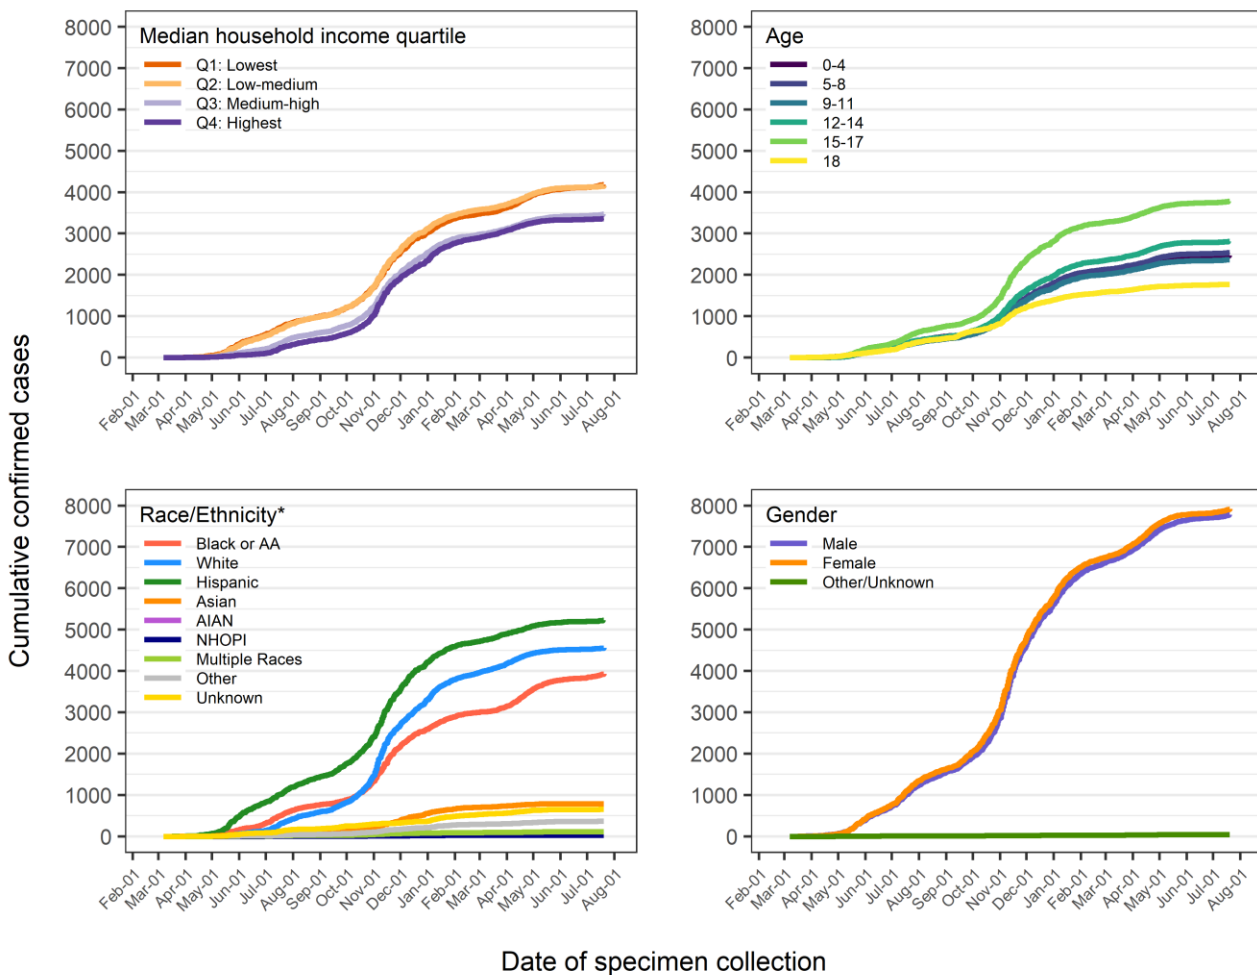 Cumulative confirmed cases
Median household income quartile
Q1: Lowest
Q2: Low-medium
Q3: Medium-high
Q4: Highest
8000
7000
6000
5000
4000
3000
2000
1000
0
Feb-01 Mar-01 Apr-01 May-01 Jun-01 Jul-01 Aug-01 Sep-01 Oct-01 Nov-01 Dec-01 Jan-01 Feb-01 Mar-01 Apr-01 May-01 Jun-01 Jul-01 Aug-01
Age
0-4
5-8
9-11
12-14
15-17
18
8000
7000
6000
5000
4000
3000
2000
1000
0
Feb-01 Mar-01 Apr-01 May-01 Jun-01 Jul-01 Aug-01 Sep-01 Oct-01 Nov-01 Dec-01 Jan-01 Feb-01 Mar-01 Apr-01 May-01 Jun-01 Jul-01 Aug-01
Race/Ethnicity*
Black or AA
White
Hispanic
Asian
AIAN
NHOPI
Multiple Races
Other
Unknown
8000
7000
6000
5000
4000
3000
2000
1000
0
Feb-01 Mar-01 Apr-01 May-01 Jun-01 Jul-01 Aug-01 Sep-01 Oct-01 Nov-01 Dec-01 Jan-01 Feb-01 Mar-01 Apr-01 May-01 Jun-01 Jul-01 Aug-01
Gender
Male
Female
Other/Unknown
8000
7000
6000
5000
4000
3000
2000
1000
0
Feb-01 Mar-01 Apr-01 May-01 Jun-01 Jul-01 Aug-01 Sep-01 Oct-01 Nov-01 Dec-01 Jan-01 Feb-01 Mar-01 Apr-01 May-01 Jun-01 Jul-01 Aug-01
Date of specimen collection